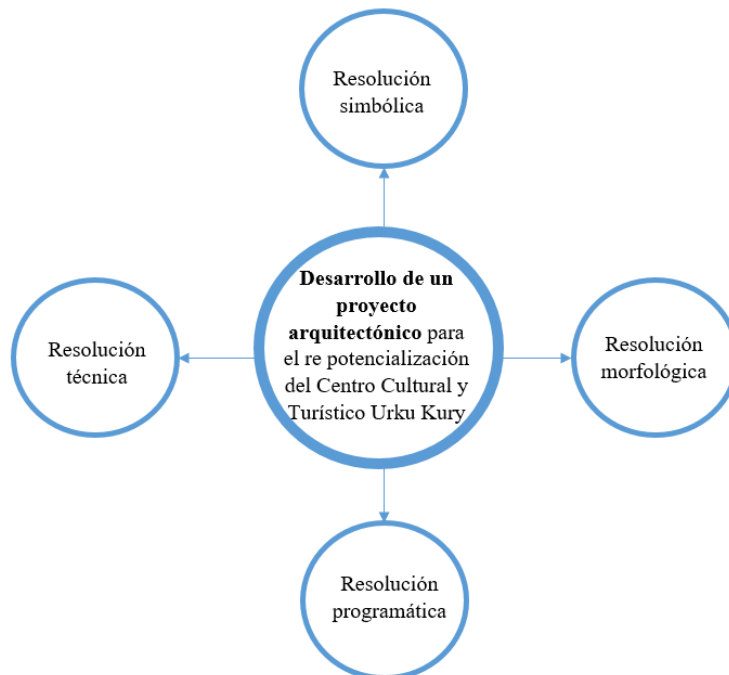 Resolución
simbólica
Desarrollo de un
proyecto
arquitectónico para
el re potencialización
del Centro Cultural y
Turístico Urku Kury
Resolución
técnica
Resolución
morfológica
Resolución
programática